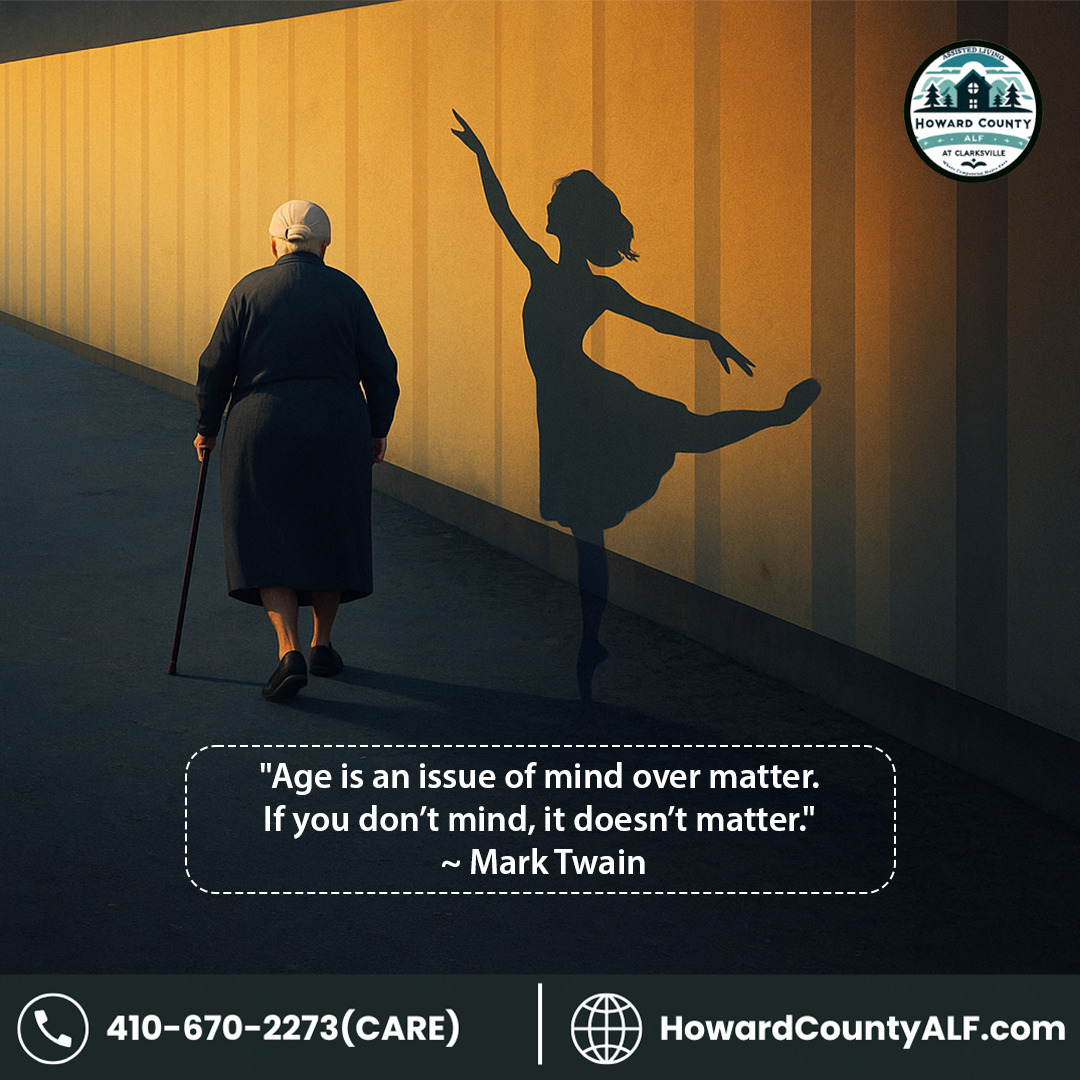 ASSISTED LIVING
HOWARD COUNTY
ALF
AT CLARKSVILLE
"Age is an issue of mind over matter.
If you don’t mind, it doesn’t matter."
~ Mark Twain
410-670-2273(CARE)
HowardCountyALF.com